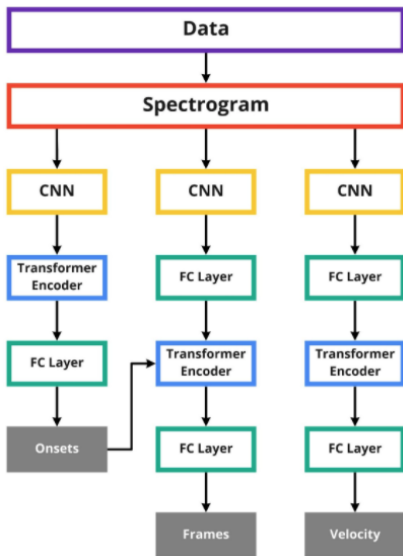 Data
Spectrogram
CNN
CNN
CNN
Transformer
Encoder
FC Layer
FC Layer
FC Layer
Transformer
Encoder
Transformer
Encoder
Onsets
FC Layer
FC Layer
Frames
Velocity